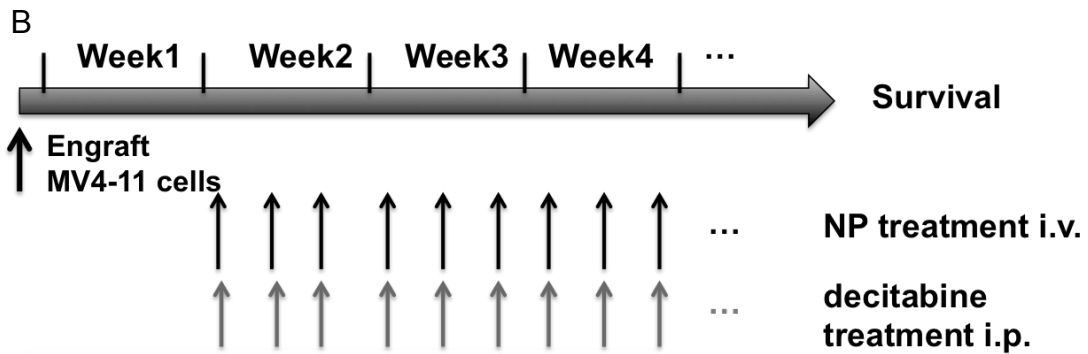 B
Week1 Week2 Week3 Week4 ...
Survival
Engraft
MV4-11 cells
... NP treatment i.v.
... decitabine
treatment i.p.